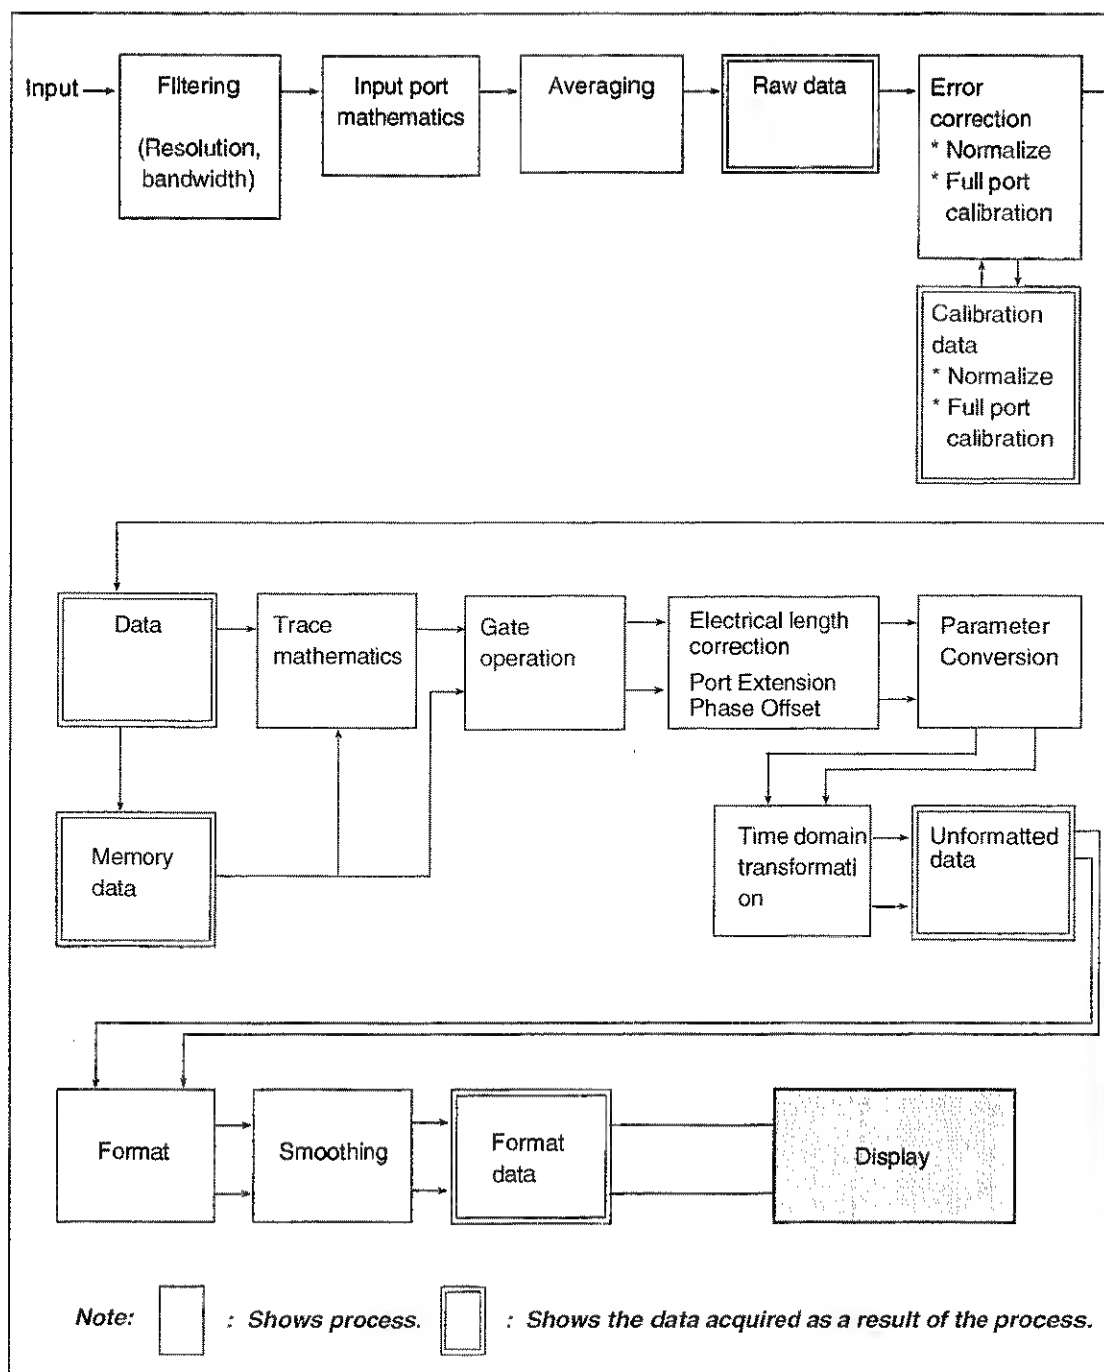 Input
Filtering
(Resolution,
bandwidth)
Input port
mathematics
Averaging
Raw data
Error
correction
* Normalize
* Full port
calibration
Calibration
data
* Normalize
* Full port
calibration
Data
Trace
mathematics
Gate
operation
Electrical length
correction
Port Extension
Phase Offset
Parameter
Conversion
Memory
data
Time domain
transformati
on
Unformatted
data
Format
Smoothing
Format
data
Display
Note:
: Shows process.
: Shows the data acquired as a result of the process.